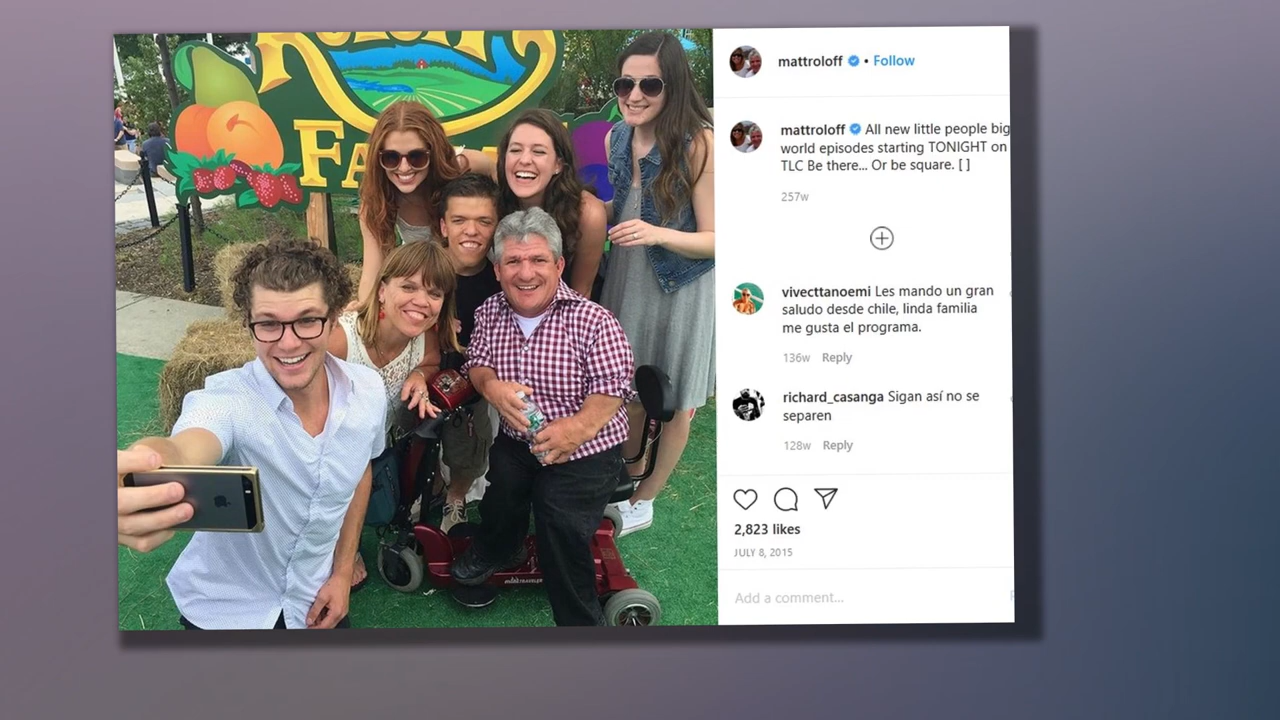 FA
mattroloff • Follow
mattroloff All new little people big
world episodes starting TONIGHT on
TLC Be there... Or be square. [ ]
257w
vivecttanoemi Les mando un gran
saludo desde chile, linda familia
me gusta el programa.
136w Reply
richard_casanga Sigan así no se
separen
128w Reply
2,823 likes
JULY 8, 2015
Add a comment...